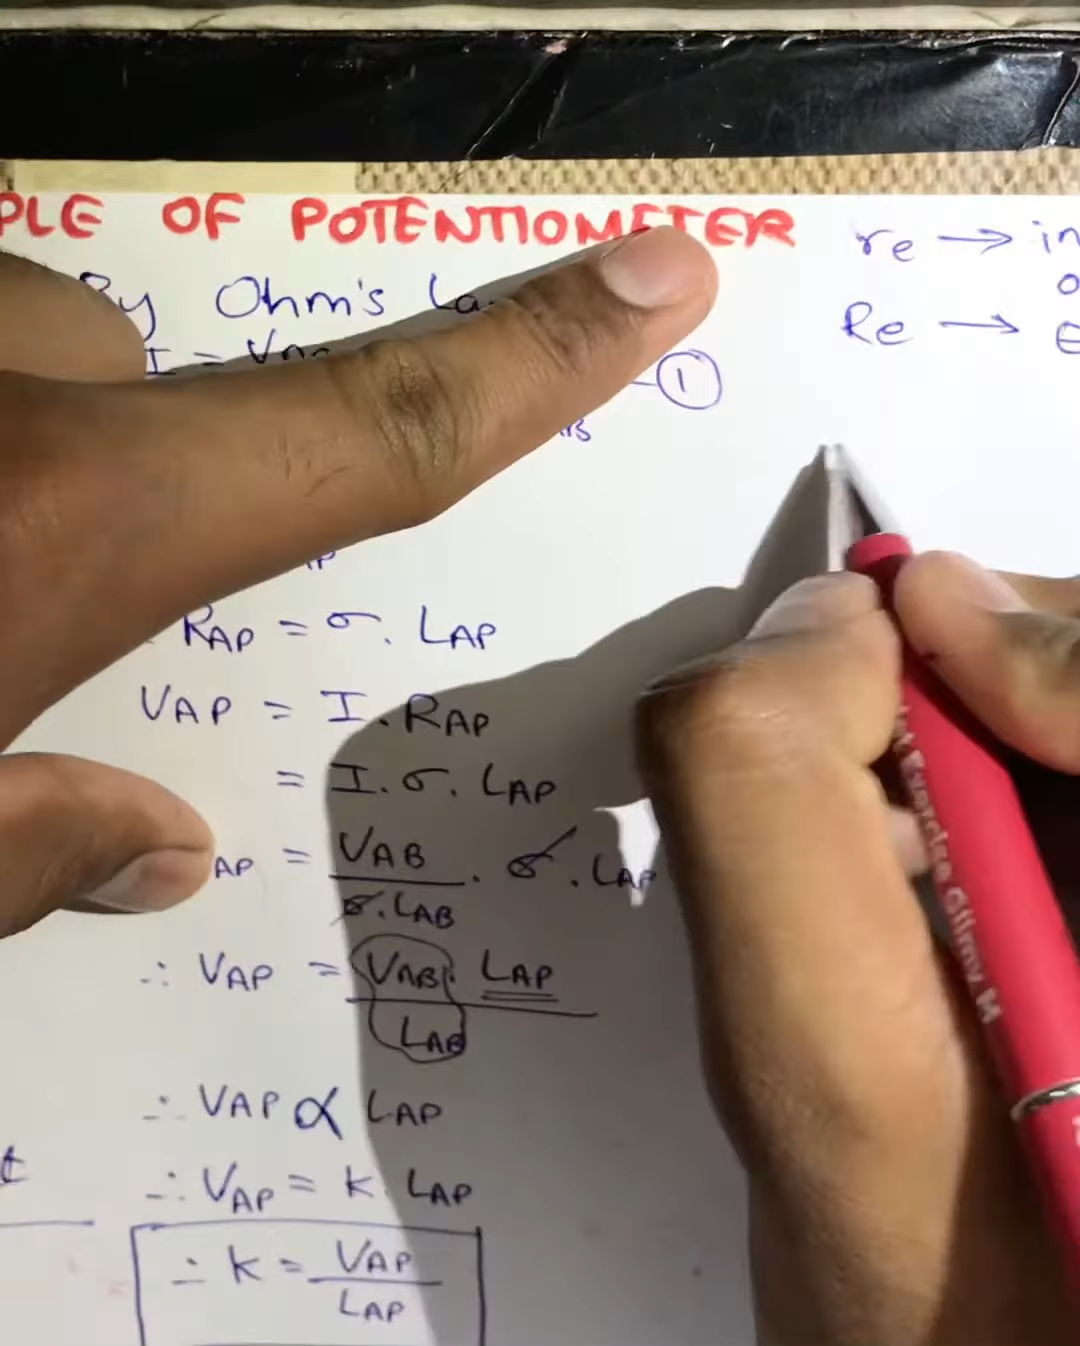 PLE OF POTENTIOMETER
By Ohm's
I =
1
re → in
Re →
RAP = σ. LAP
VAP = I. RAP
= I. σ. LAP
AP = VAB / σ. LAB . σ. LAP
∴ VAP = VAB. LAP / LAB
∴ VAP ∝ LAP
∴ VAP = K. LAP
∴ K = VAP / LAP